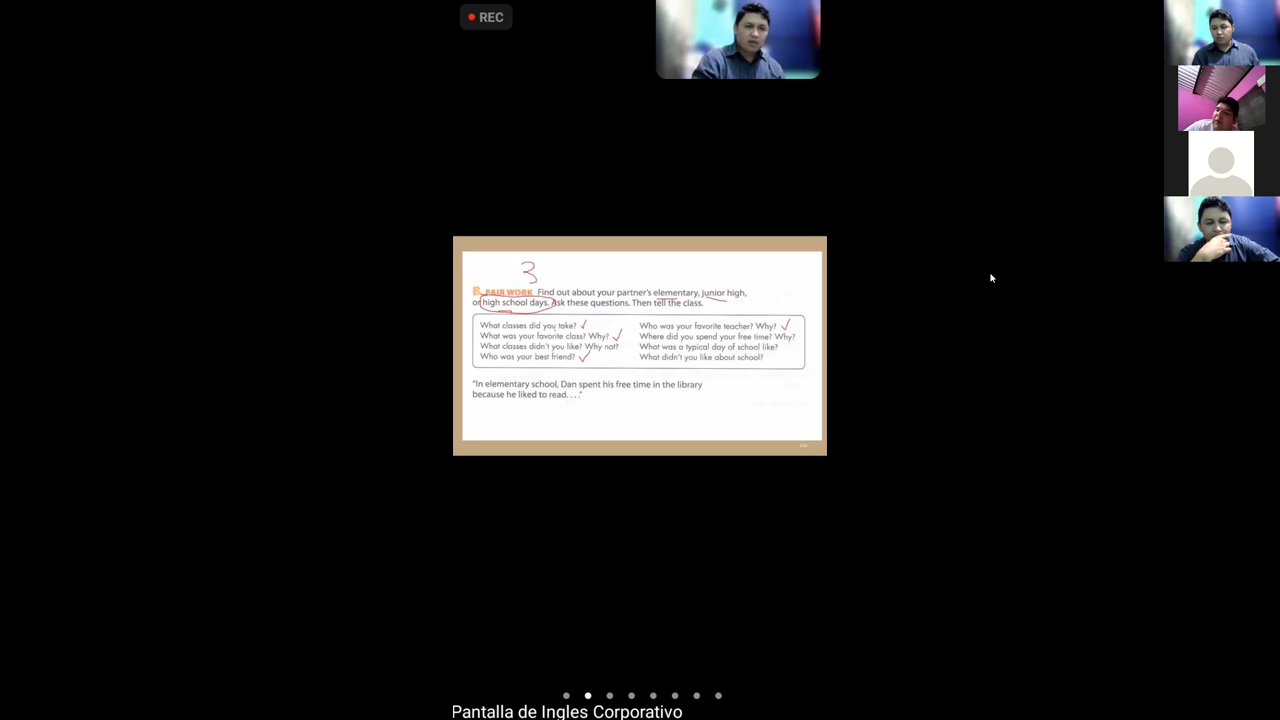 REC
3
B PAIR WORK Find out about your partner's elementary, junior high,
or high school days. Ask these questions. Then tell the class.
What classes did you take?
What was your favorite class? Why?
What classes didn't you like? Why not?
Who was your best friend?
Who was your favorite teacher? Why?
Where did you spend your free time? Why?
What was a typical day of school like?
What didn't you like about school?
"In elementary school, Dan spent his free time in the library
because he liked to read. . . ."
Pantalla de Ingles Corporativo